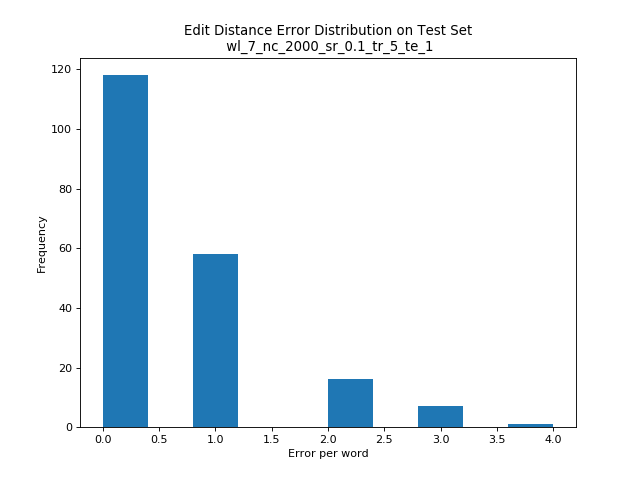 Edit Distance Error Distribution on Test Set
wl_7_nc_2000_sr_0.1_tr_5_te_1
120
100
80
60
40
20
0
Frequency
0.0 0.5 1.0 1.5 2.0 2.5 3.0 3.5 4.0
Error per word